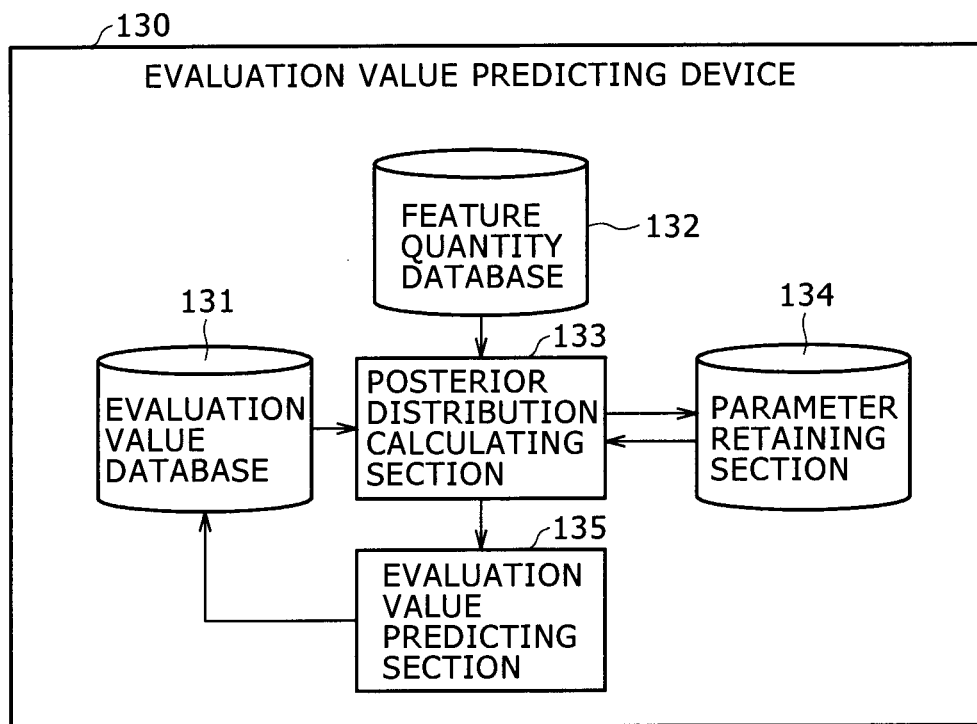 130
EVALUATION VALUE PREDICTING DEVICE
FEATURE
QUANTITY
DATABASE
132
131
EVALUATION
VALUE
DATABASE
133
POSTERIOR
DISTRIBUTION
CALCULATING
SECTION
134
PARAMETER
RETAINING
SECTION
135
EVALUATION
VALUE
PREDICTING
SECTION